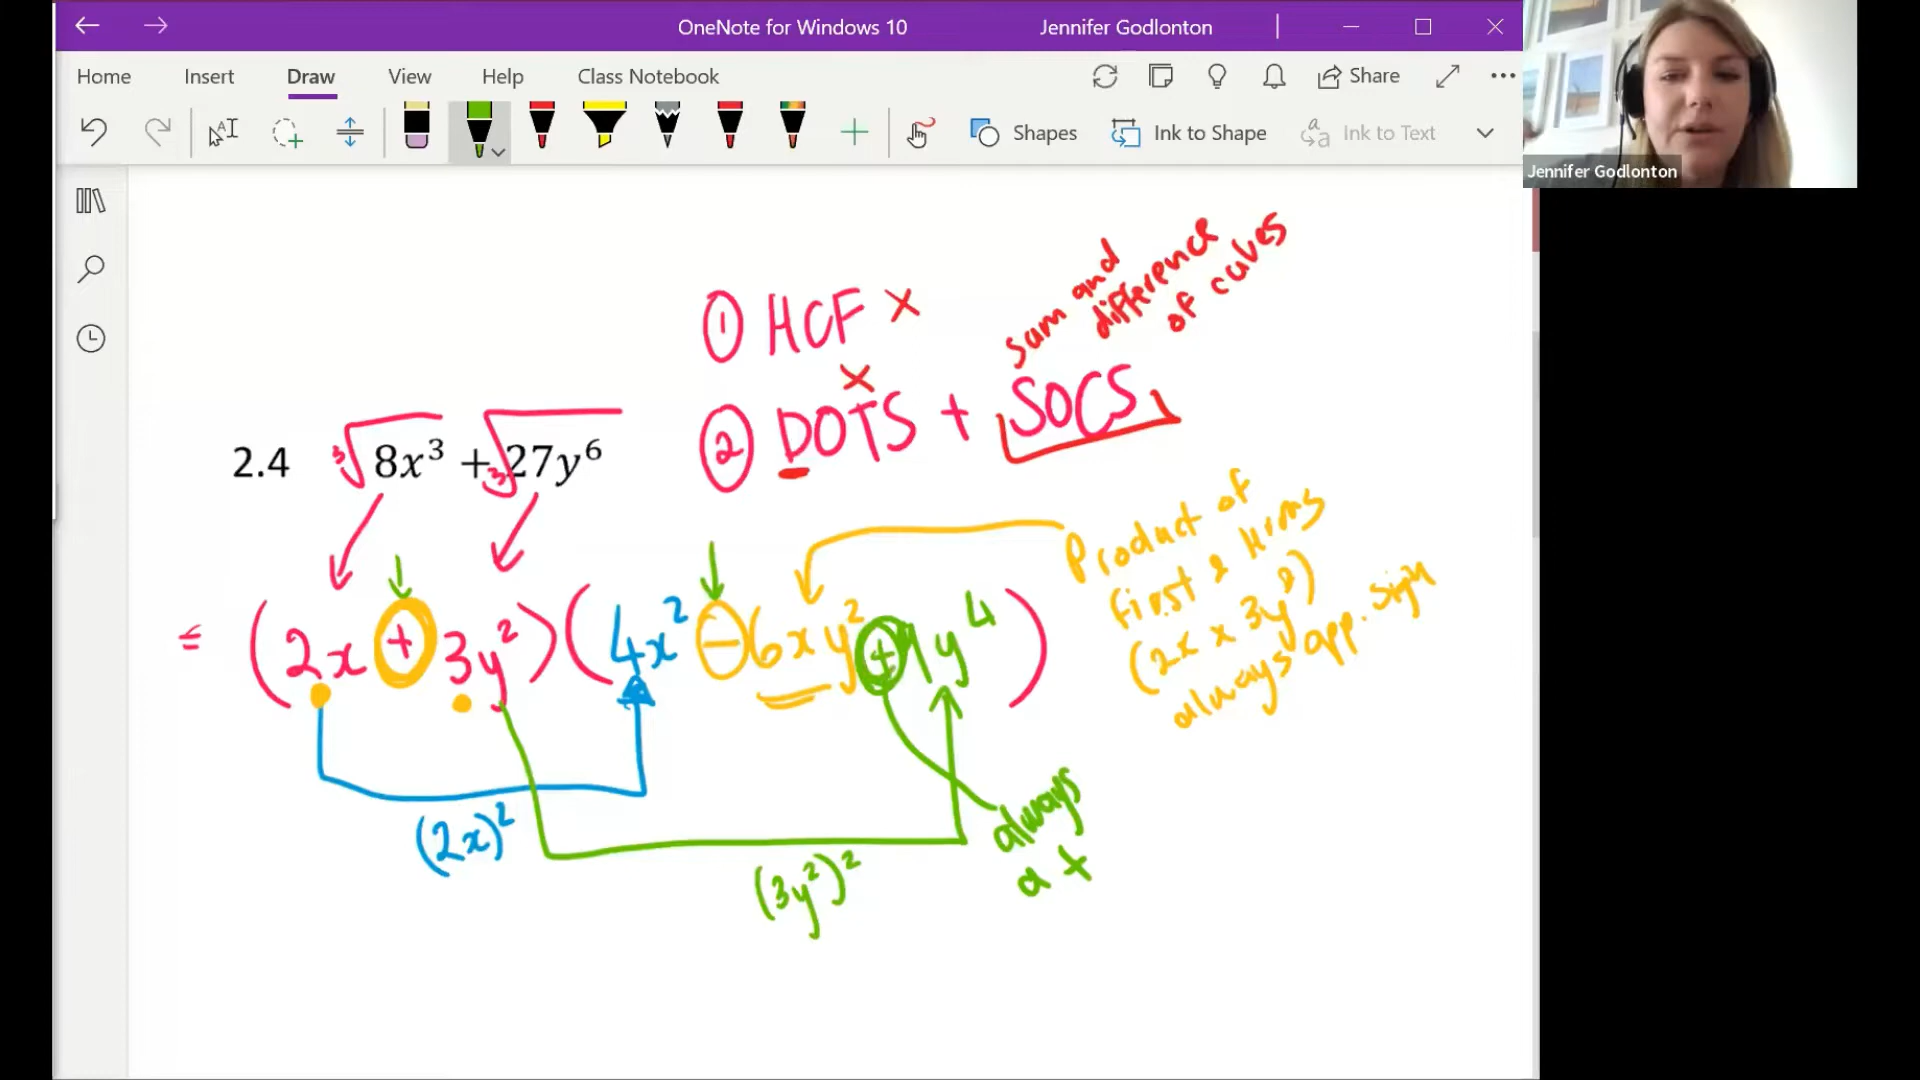 OneNote for Windows 10
Jennifer Godlonton
Home Insert Draw View Help Class Notebook
Share
Shapes Ink to Shape Ink to Text
Jennifer Godlonton
sum and
difference
of cubes
① HCF ×
×
② DOTS + SOCS
2.4 ∛8x³ + ∛27y⁶
= (2x + 3y²)(4x² − 6xy² + 9y⁴)
Product of
first 2 terms
(2x × 3y²)
always opp. sign
(2x)²
(3y²)²
always
a +